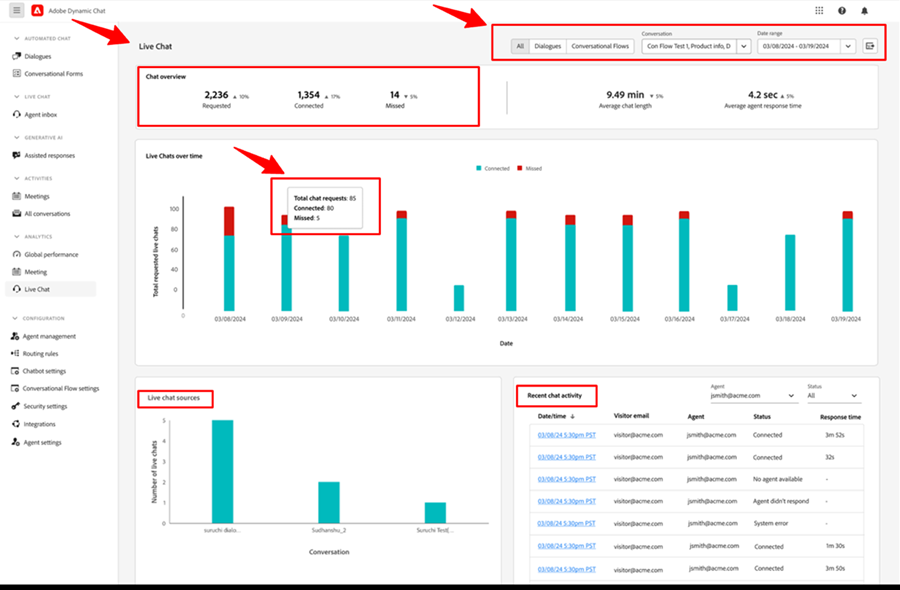 Adobe Dynamic Chat
AUTOMATED CHAT
Dialogues
Conversational Forms
LIVE CHAT
Agent inbox
GENERATIVE AI
Assisted responses
ACTIVITIES
Meetings
All conversations
ANALYTICS
Global performance
Meeting
Live Chat
CONFIGURATION
Agent management
Routing rules
Chatbot settings
Conversational Flow settings
Security settings
Integrations
Agent settings
Live Chat
All Dialogues Conversational Flows
Conversation
Con Flow Test 1, Product info, D
Date range
03/08/2024 - 03/19/2024
Chat overview
2,236 ▲ 10% 1,354 ▲ 17% 14 ▼ 5% 9.49 min ▼ 5% 4.2 sec ▲ 5%
Requested Connected Missed Average chat length Average agent response time
Live Chats over time
Connected Missed
Total chat requests: 85
Connected: 80
Missed: 5
Total requested live chats
100
80
60
40
0
0
03/08/2024 03/09/2024 03/10/2024 03/11/2024 03/12/2024 03/13/2024 03/14/2024 03/15/2024 03/16/2024 03/17/2024 03/18/2024 03/19/2024
Date
Live chat sources
Number of live chats
5
4
3
2
1
0
suruchi dialo... Sudhanshu_2 Suruchi Test(...
Conversation
Recent chat activity
Agent
jsmith@acme.com
Status
All
Date/time ↓ Visitor email Agent Status Response time
03/08/24 5:30pm PST visitor@acme.com jsmith@acme.com Connected 3m 52s
03/08/24 5:30pm PST visitor@acme.com jsmith@acme.com Connected 32s
03/08/24 5:30pm PST visitor@acme.com jsmith@acme.com No agent available -
03/08/24 5:30pm PST visitor@acme.com jsmith@acme.com Agent didn't respond -
03/08/24 5:30pm PST visitor@acme.com jsmith@acme.com System error -
03/08/24 5:30pm PST visitor@acme.com jsmith@acme.com Connected 1m 30s
03/08/24 5:30pm PST visitor@acme.com jsmith@acme.com Connected 3m 50s